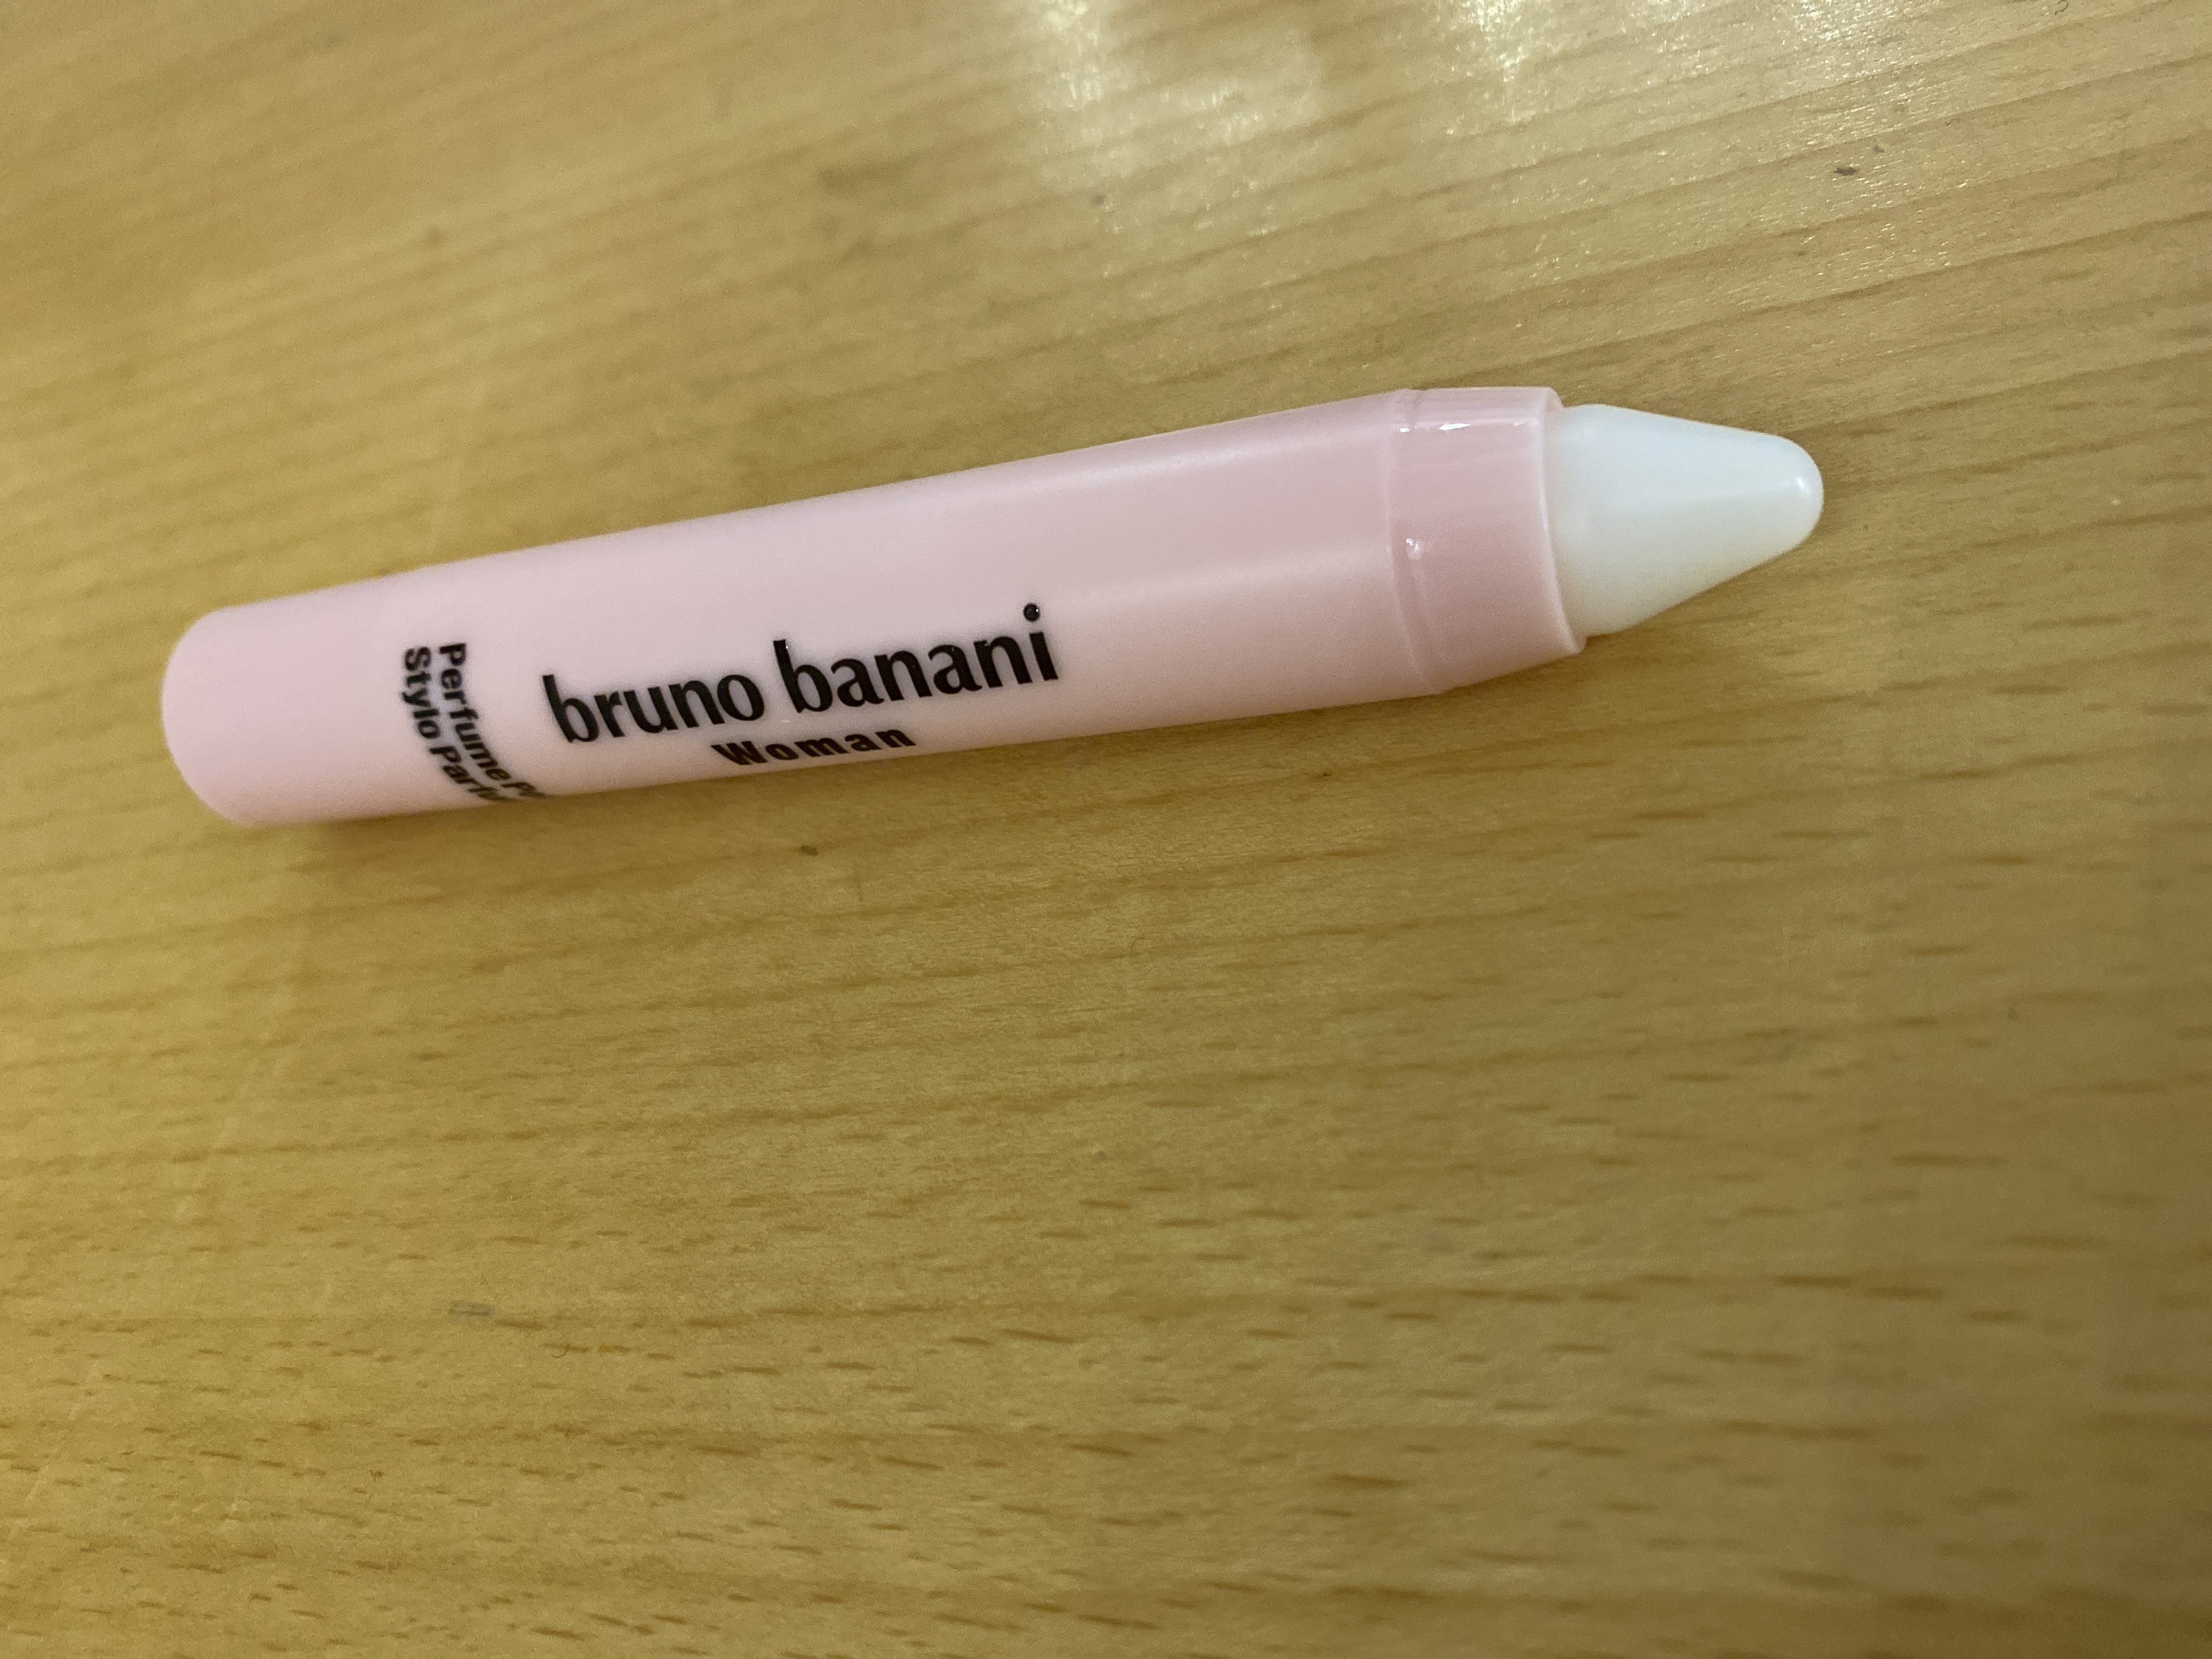 bruno banani
Woman
Perfume
Stylo